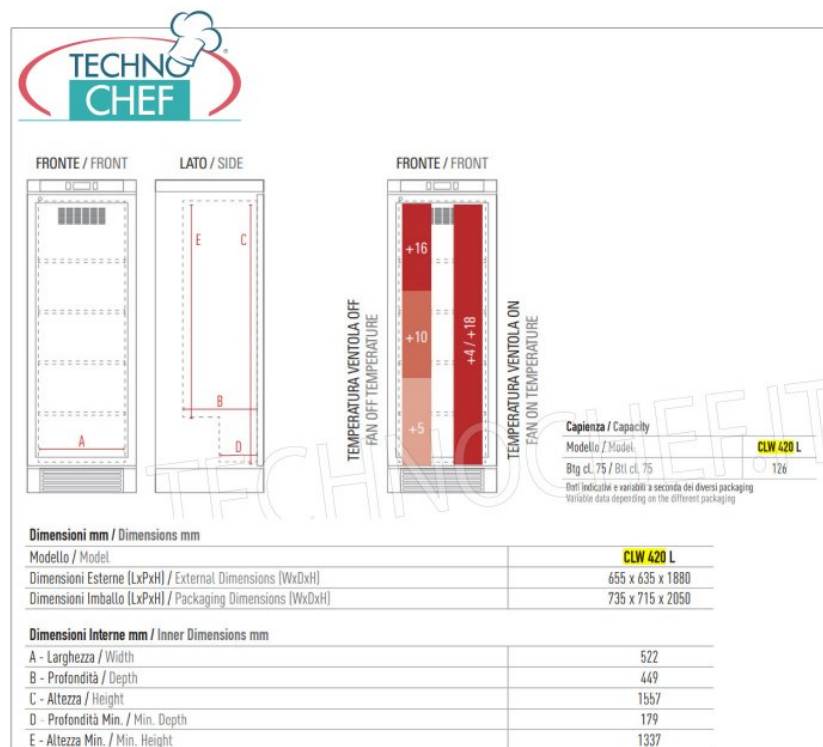 TECHNO
CHEF
®
FRONTE / FRONT
LATO / SIDE
FRONTE / FRONT
E
C
B
D
A
TEMPERATURA VENTOLA OFF
FAN OFF TEMPERATURE
+16
+10
+5
+4 / +18
TEMPERATURA VENTOLA ON
FAN ON TEMPERATURE
TECHNOCHEF.IT
Capienza / Capacity
Modello / Model CLW 420 L
Btg cl. 75 / Btl cl. 75 126
Dati indicativi e variabili a seconda dei diversi packaging
Variable data depending on the different packaging
Dimensioni mm / Dimensions mm
Modello / Model CLW 420 L
Dimensioni Esterne (LxPxH) / External Dimensions (WxDxH) 655 x 635 x 1880
Dimensioni Imballo (LxPxH) / Packaging Dimensions (WxDxH) 735 x 715 x 2050
Dimensioni Interne mm / Inner Dimensions mm
A - Larghezza / Width 522
B - Profondità / Depth 449
C - Altezza / Height 1557
D - Profondità Min. / Min. Depth 179
E - Altezza Min. / Min. Height 1337